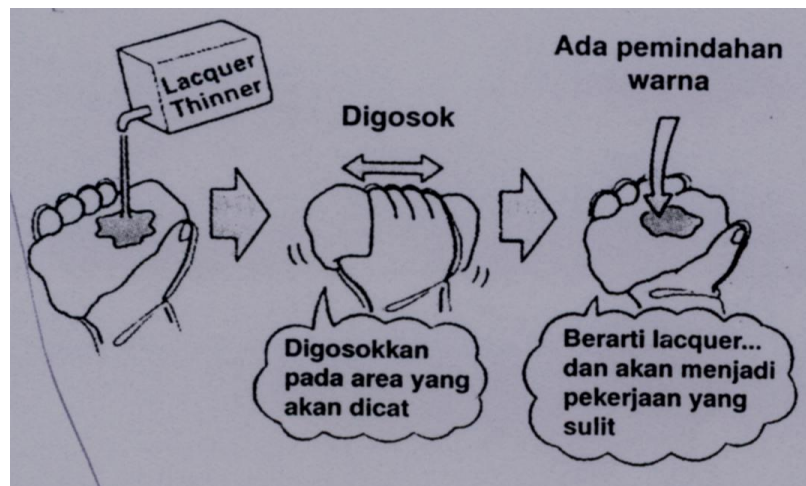 Lacquer
Thinner
Digosok
Ada pemindahan
warna
Digosokkan
pada area yang
akan dicat
Berarti lacquer...
dan akan menjadi
pekerjaan yang
sulit